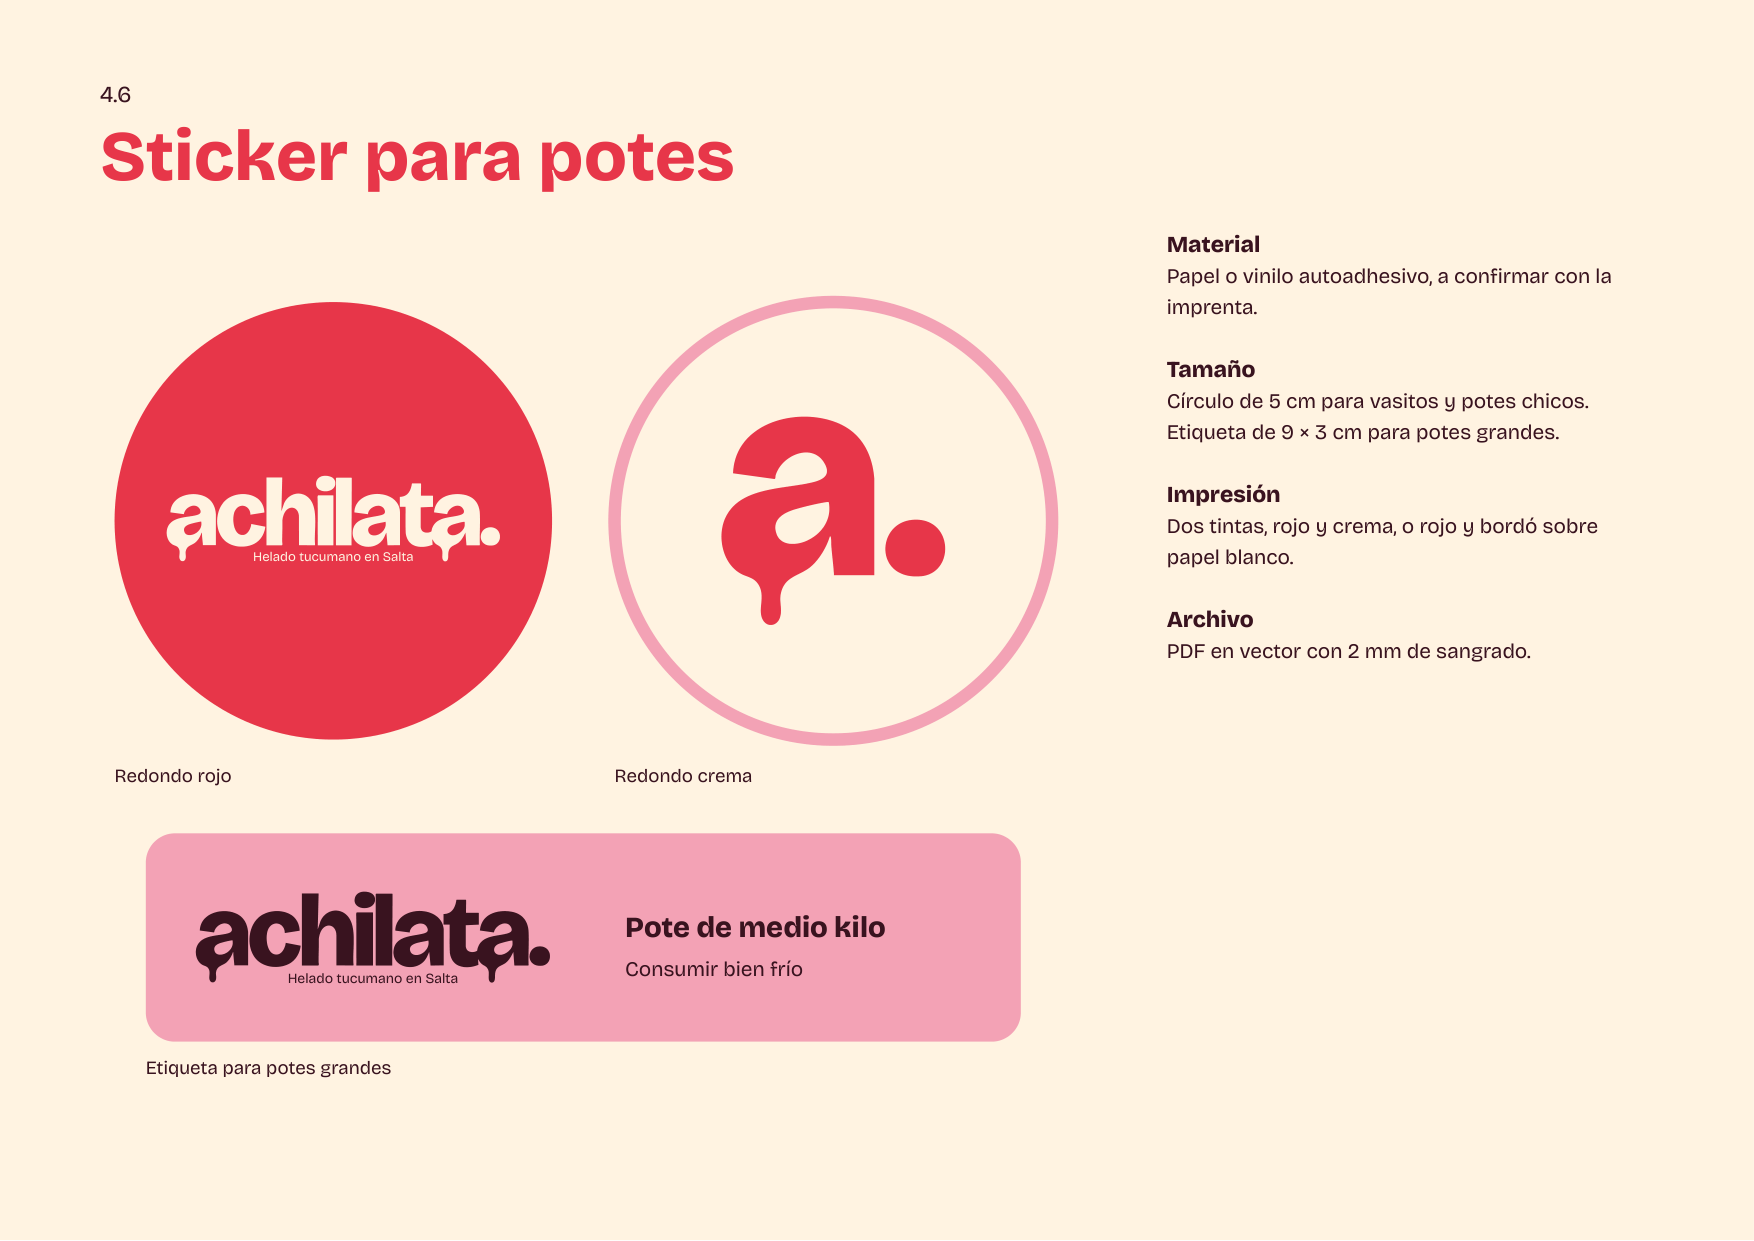 4.6
Sticker para potes
Material
Papel o vinilo autoadhesivo, a confirmar con la
imprenta.
Tamaño
Círculo de 5 cm para vasitos y potes chicos.
Etiqueta de 9 × 3 cm para potes grandes.
Impresión
Dos tintas, rojo y crema, o rojo y bordó sobre
papel blanco.
Archivo
PDF en vector con 2 mm de sangrado.
achilata.
Helado tucumano en Salta
a.
Redondo rojo
Redondo crema
achilata.
Helado tucumano en Salta
Pote de medio kilo
Consumir bien frío
Etiqueta para potes grandes